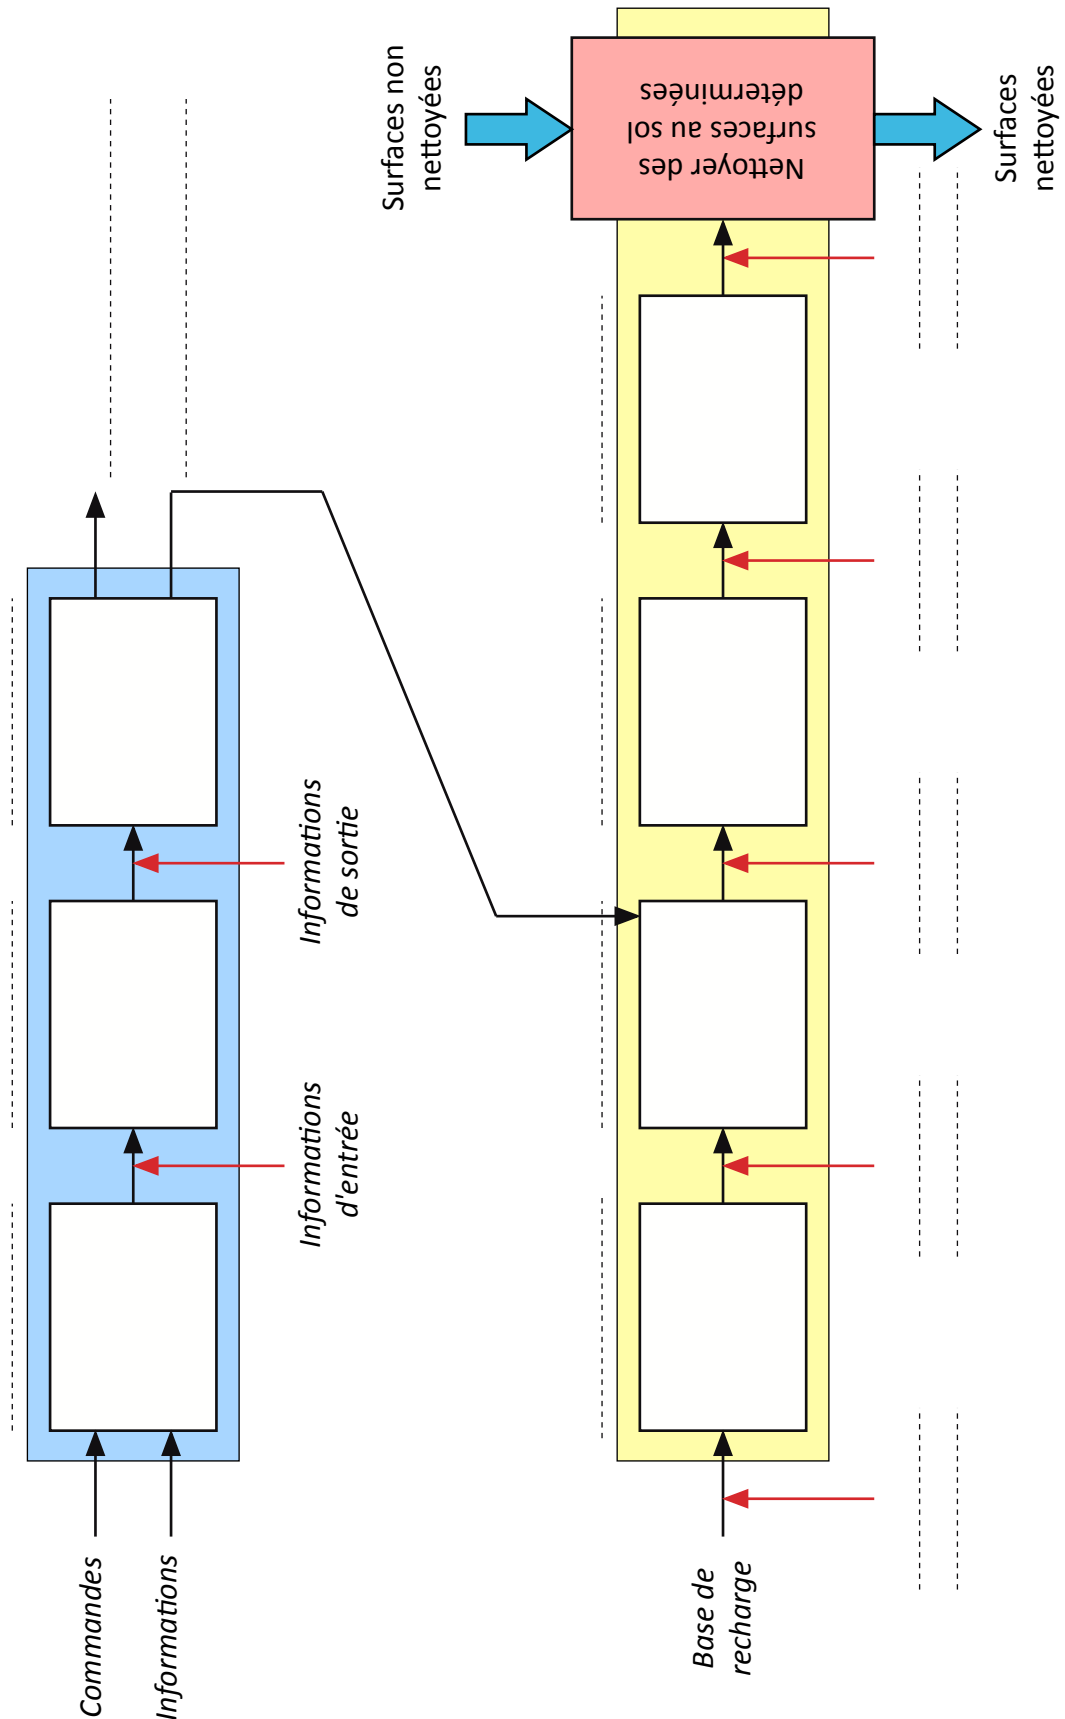 Commandes
Informations
Informations
d'entrée
Informations
de sortie
Base de
recharge
Surfaces non
nettoyées
Nettoyer des
surfaces au sol
déterminées
Surfaces
nettoyées